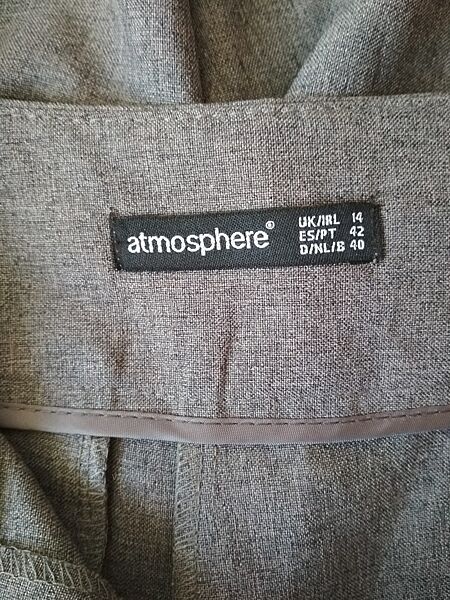 atmosphere®
UK/IRL 14
ES/PT 42
D/NL/B 40